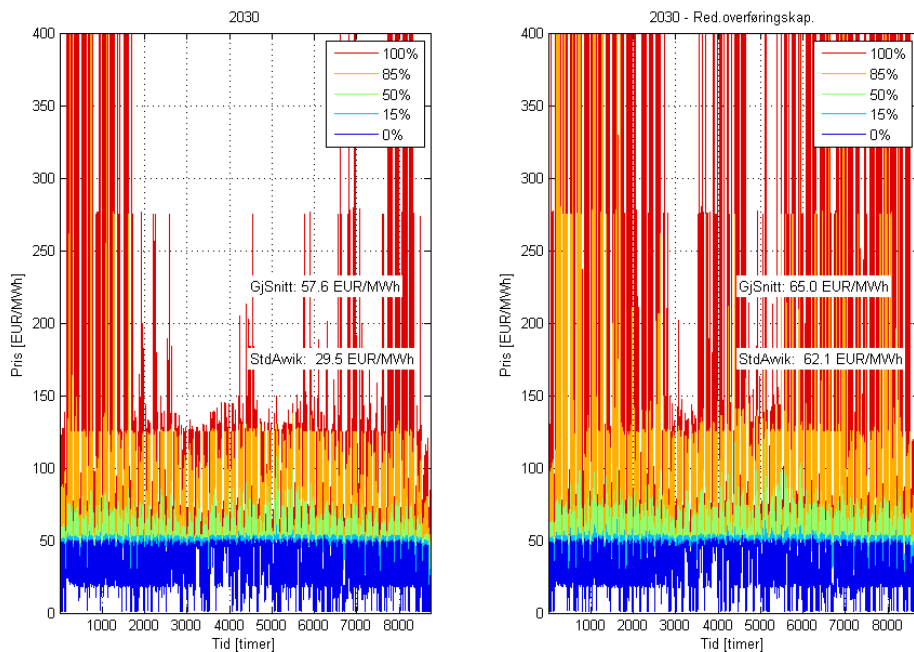 2030
400
350
300
250
200
150
100
50
0
Pris [EUR/MWh]
100%
85%
50%
15%
0%
GjSnitt: 57.6 EUR/MWh
StdAwik: 29.5 EUR/MWh
1000 2000 3000 4000 5000 6000 7000 8000
Tid [timer]
2030 - Red.overføringskap.
400
350
300
250
200
150
100
50
0
Pris [EUR/MWh]
100%
85%
50%
15%
0%
GjSnitt: 65.0 EUR/MWh
StdAwik: 62.1 EUR/MWh
1000 2000 3000 4000 5000 6000 7000 8000
Tid [timer]